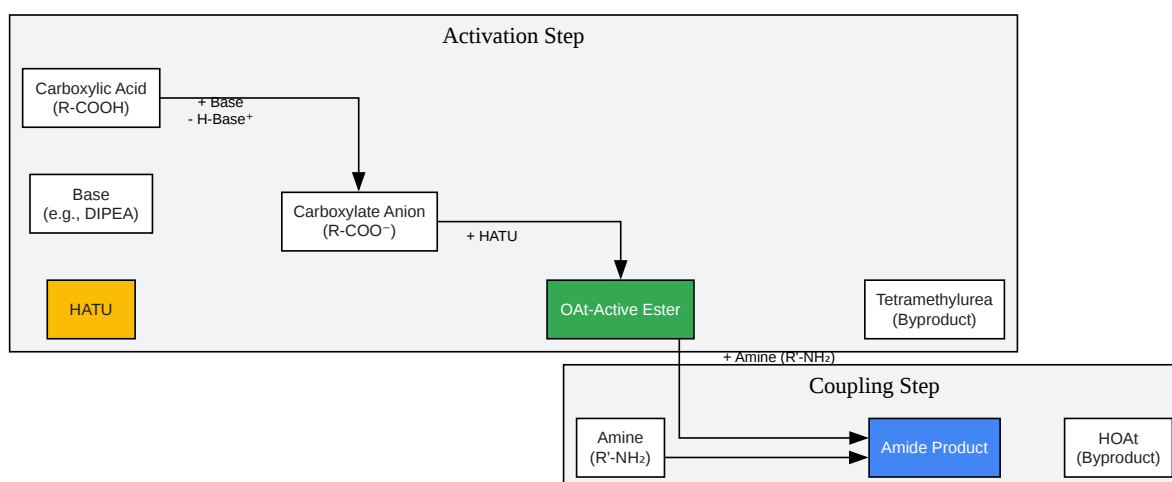 Activation Step
Carboxylic Acid
(R-COOH)
+ Base
- H-Base⁺
Base
(e.g., DIPEA)
Carboxylate Anion
(R-COO⁻)
+ HATU
HATU
OAt-Active Ester
Tetramethylurea
(Byproduct)
+ Amine (R'-NH₂)
Coupling Step
Amine
(R'-NH₂)
Amide Product
HOAt
(Byproduct)